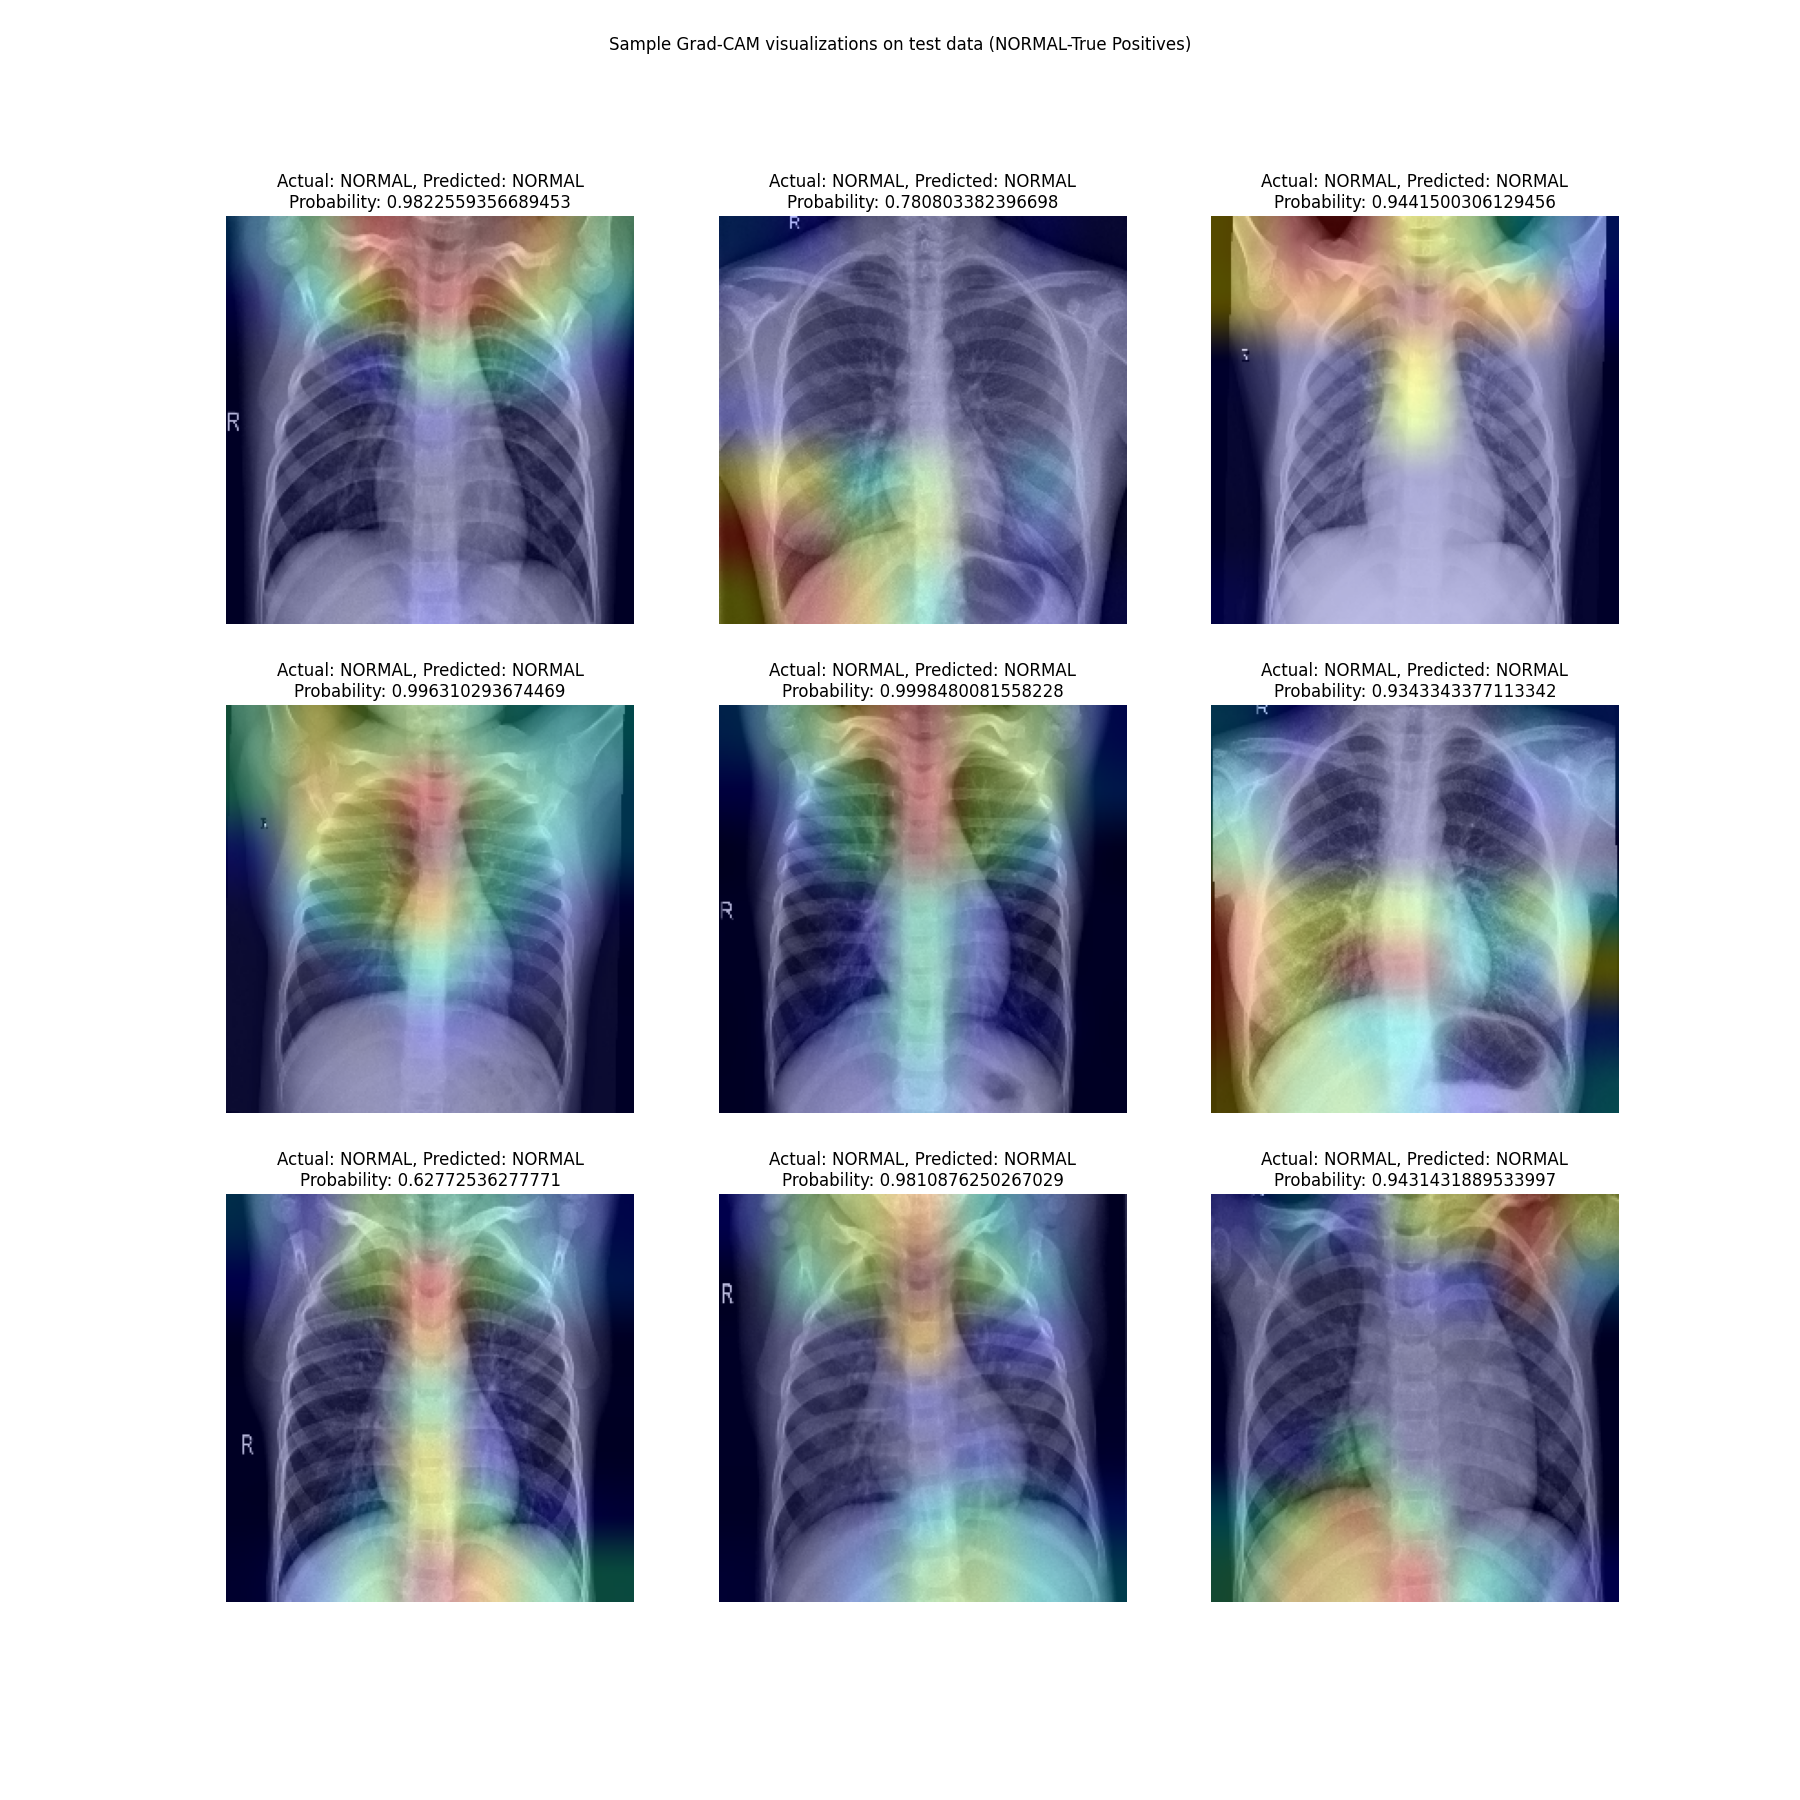 Sample Grad-CAM visualizations on test data (NORMAL-True Positives)
Actual: NORMAL, Predicted: NORMAL
Probability: 0.9822559356689453
Actual: NORMAL, Predicted: NORMAL
Probability: 0.780803382396698
Actual: NORMAL, Predicted: NORMAL
Probability: 0.9441500306129456
R
R
Actual: NORMAL, Predicted: NORMAL
Probability: 0.996310293674469
Actual: NORMAL, Predicted: NORMAL
Probability: 0.9998480081558228
Actual: NORMAL, Predicted: NORMAL
Probability: 0.9343343377113342
R
R
Actual: NORMAL, Predicted: NORMAL
Probability: 0.62772536277771
Actual: NORMAL, Predicted: NORMAL
Probability: 0.9810876250267029
Actual: NORMAL, Predicted: NORMAL
Probability: 0.9431431889533997
R
R